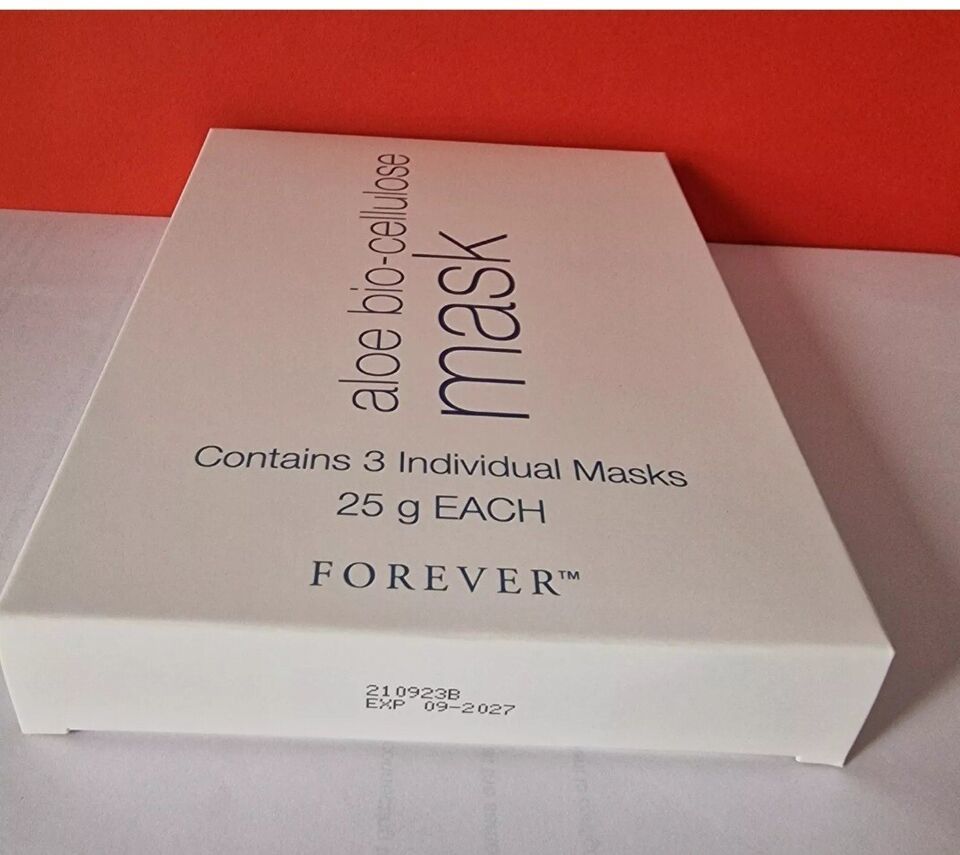 aloe bio-cellulose
mask
Contains 3 Individual Masks
25 g EACH
FOREVER™
210923B
EXP 09-2027